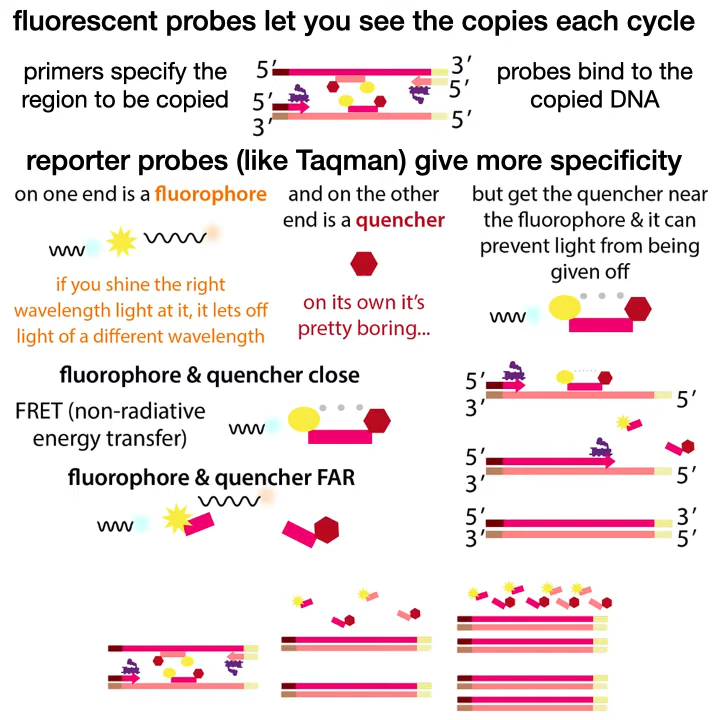 fluorescent probes let you see the copies each cycle
primers specify the
region to be copied
5′
3′
5′
5′
3′
5′
probes bind to the
copied DNA
reporter probes (like Taqman) give more specificity
on one end is a fluorophore
if you shine the right
wavelength light at it, it lets off
light of a different wavelength
and on the other
end is a quencher
on its own it's
pretty boring...
but get the quencher near
the fluorophore & it can
prevent light from being
given off
fluorophore & quencher close
FRET (non-radiative
energy transfer)
fluorophore & quencher FAR
5′
3′
5′
5′
3′
5′
5′
3′
3′
5′